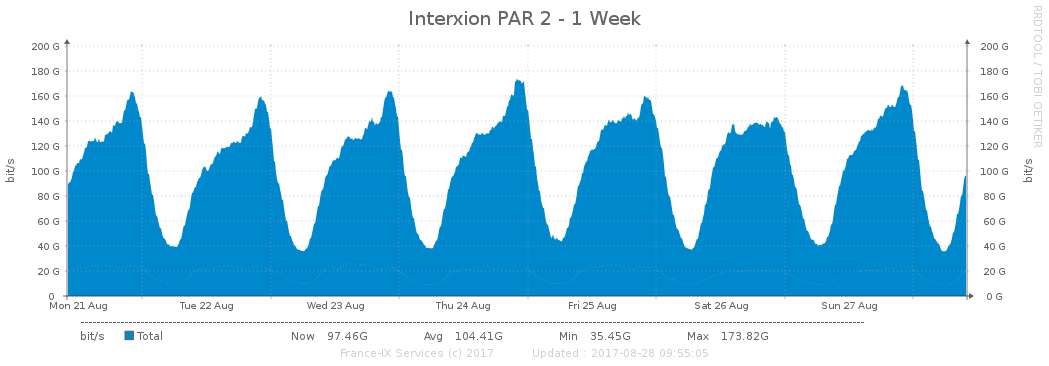 Interxion PAR 2 - 1 Week
RRDTOOL / TOBI OETIKER
bit/s
bit/s
200 G 200 G
180 G 180 G
160 G 160 G
140 G 140 G
120 G 120 G
100 G 100 G
80 G 80 G
60 G 60 G
40 G 40 G
20 G 20 G
0 0 G
Mon 21 Aug Tue 22 Aug Wed 23 Aug Thu 24 Aug Fri 25 Aug Sat 26 Aug Sun 27 Aug
bit/s Total Now 97.46G Avg 104.41G Min 35.45G Max 173.82G
France-IX Services (c) 2017 Updated : 2017-08-28 09:55:05